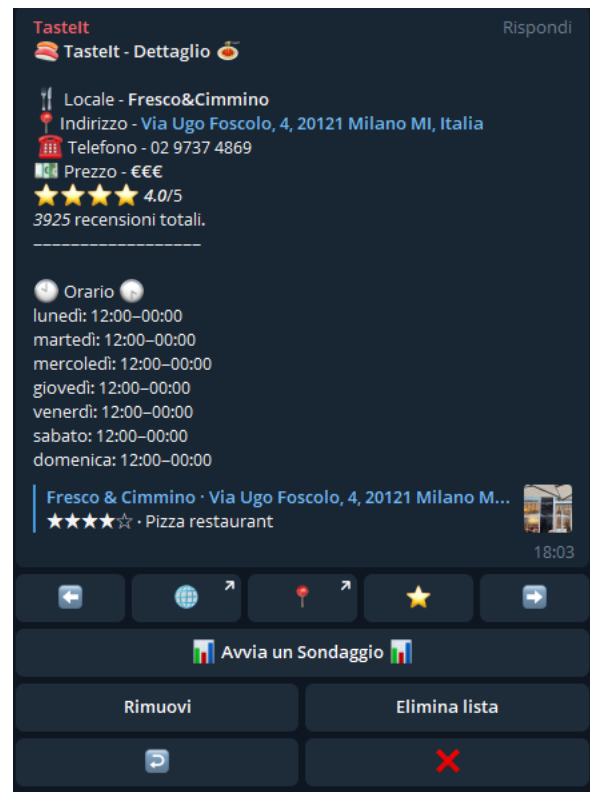 TasteIt
Rispondi
🍣 TasteIt - Dettaglio 🍝
🍴 Locale - Fresco&Cimmino
📍 Indirizzo - Via Ugo Foscolo, 4, 20121 Milano MI, Italia
☎️ Telefono - 02 9737 4869
💶 Prezzo - €€€
⭐⭐⭐⭐ 4.0/5
3925 recensioni totali.
__________________
🕙 Orario 🕟
lunedì: 12:00–00:00
martedì: 12:00–00:00
mercoledì: 12:00–00:00
giovedì: 12:00–00:00
venerdì: 12:00–00:00
sabato: 12:00–00:00
domenica: 12:00–00:00
Fresco & Cimmino · Via Ugo Foscolo, 4, 20121 Milano M...
★★★★☆ · Pizza restaurant
18:03
📊 Avvia un Sondaggio 📊
Rimuovi
Elimina lista